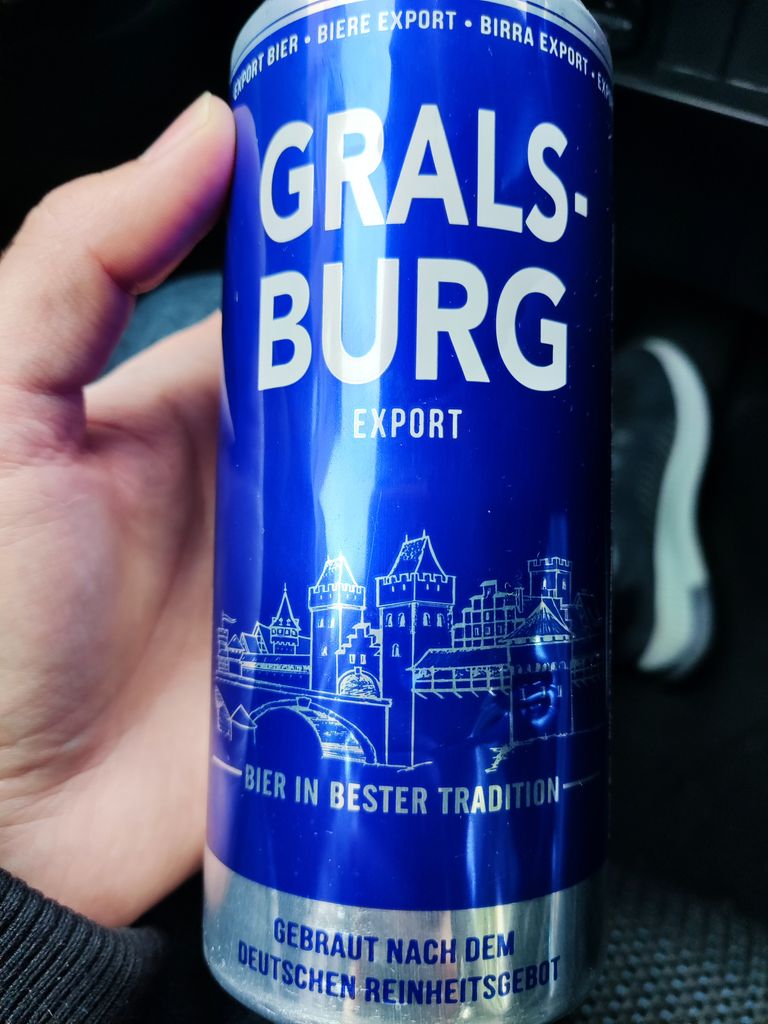 EXPORT BIER • BIERE EXPORT • BIRRA EXPORT •
GRALS-
BURG
EXPORT
BIER IN BESTER TRADITION
GEBRAUT NACH DEM
DEUTSCHEN REINHEITSGEBOT